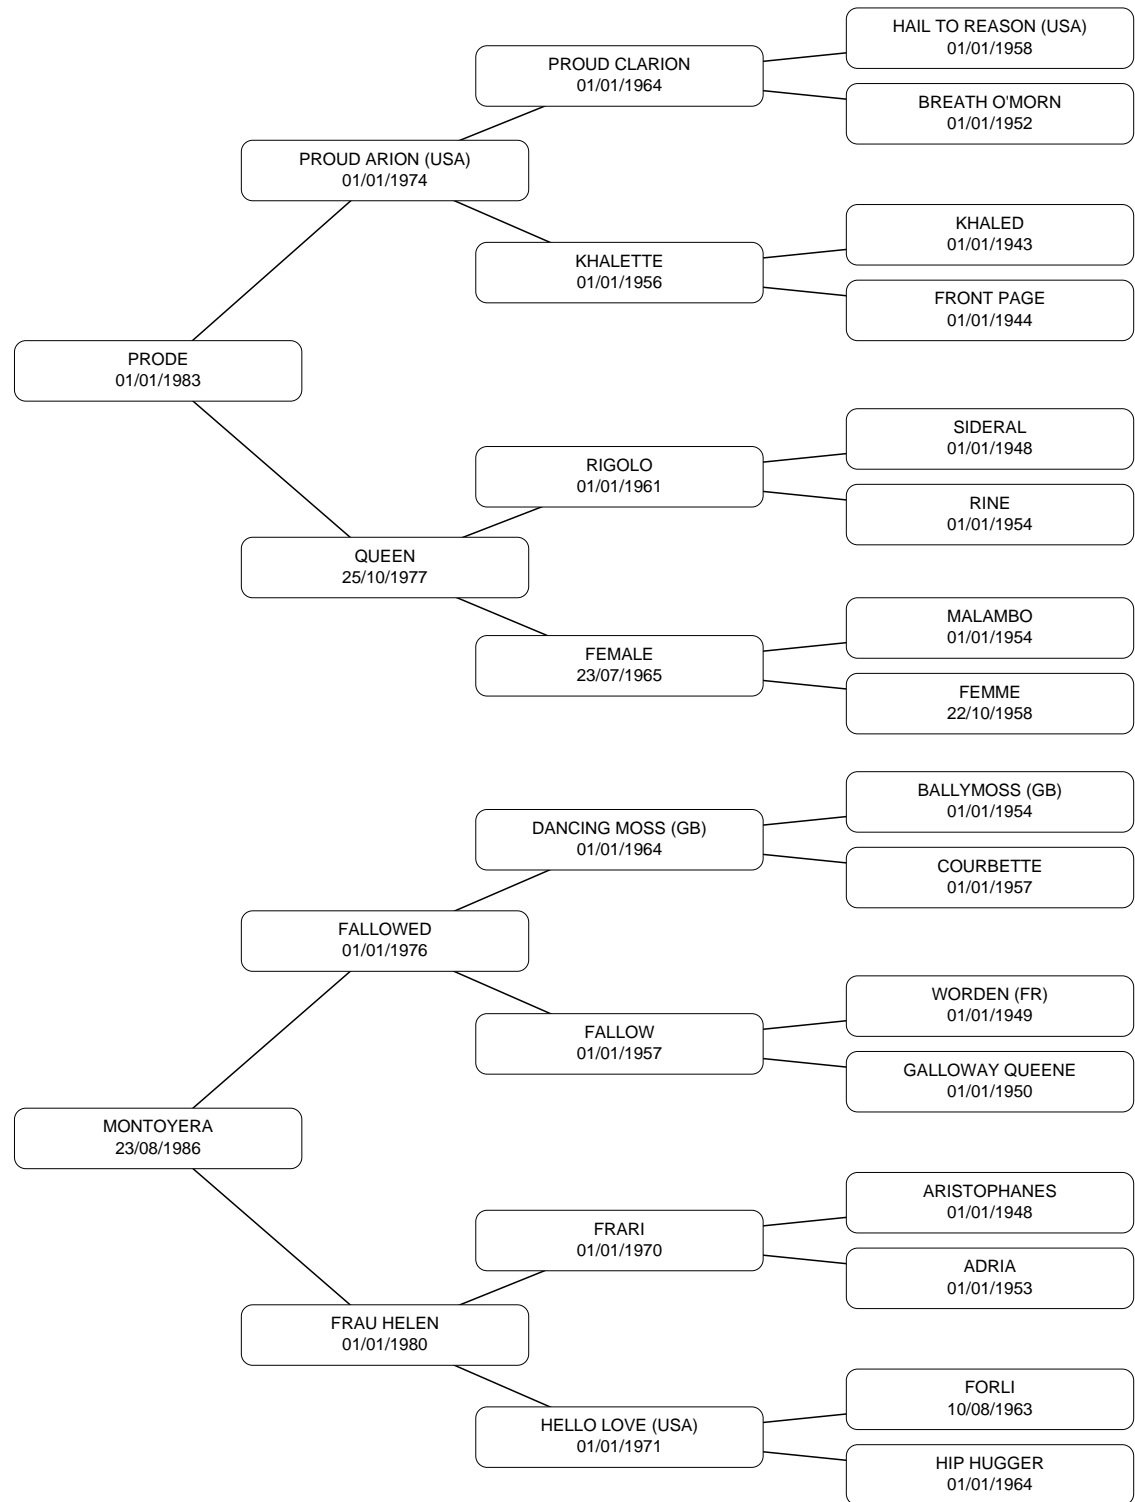 HAIL TO REASON (USA)
01/01/1958
PROUD CLARION
01/01/1964
BREATH O'MORN
01/01/1952
PROUD ARION (USA)
01/01/1974
KHALED
01/01/1943
KHALETTE
01/01/1956
FRONT PAGE
01/01/1944
PRODE
01/01/1983
SIDERAL
01/01/1948
RIGOLO
01/01/1961
RINE
01/01/1954
QUEEN
25/10/1977
MALAMBO
01/01/1954
FEMALE
23/07/1965
FEMME
22/10/1958
BALLYMOSS (GB)
01/01/1954
DANCING MOSS (GB)
01/01/1964
COURBETTE
01/01/1957
FALLOWED
01/01/1976
WORDEN (FR)
01/01/1949
FALLOW
01/01/1957
GALLOWAY QUEENE
01/01/1950
MONTOYERA
23/08/1986
ARISTOPHANES
01/01/1948
FRARI
01/01/1970
ADRIA
01/01/1953
FRAU HELEN
01/01/1980
FORLI
10/08/1963
HELLO LOVE (USA)
01/01/1971
HIP HUGGER
01/01/1964